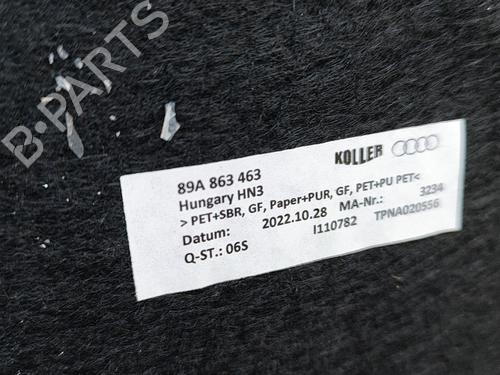 B-PARTS
KOLLER
89A 863 463
Hungary HN3
> PET+SBR, GF, Paper+PUR, GF, PET+PU PET<
Datum: 2022.10.28 MA-Nr.: 3234
Q-ST.: 06S I110782 TPNA020556